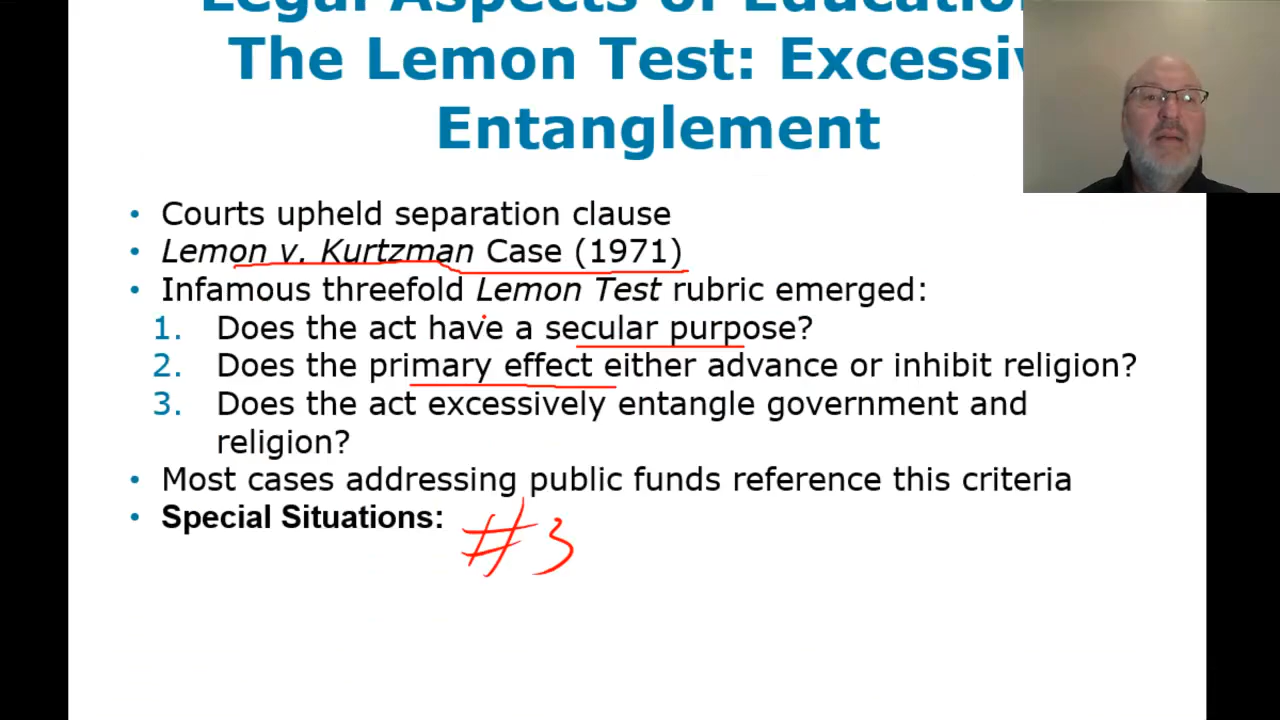 Legal Aspects of Education
The Lemon Test: Excessiv
Entanglement
• Courts upheld separation clause
• Lemon v. Kurtzman Case (1971)
• Infamous threefold Lemon Test rubric emerged:
1. Does the act have a secular purpose?
2. Does the primary effect either advance or inhibit religion?
3. Does the act excessively entangle government and
religion?
• Most cases addressing public funds reference this criteria
• Special Situations:
#3